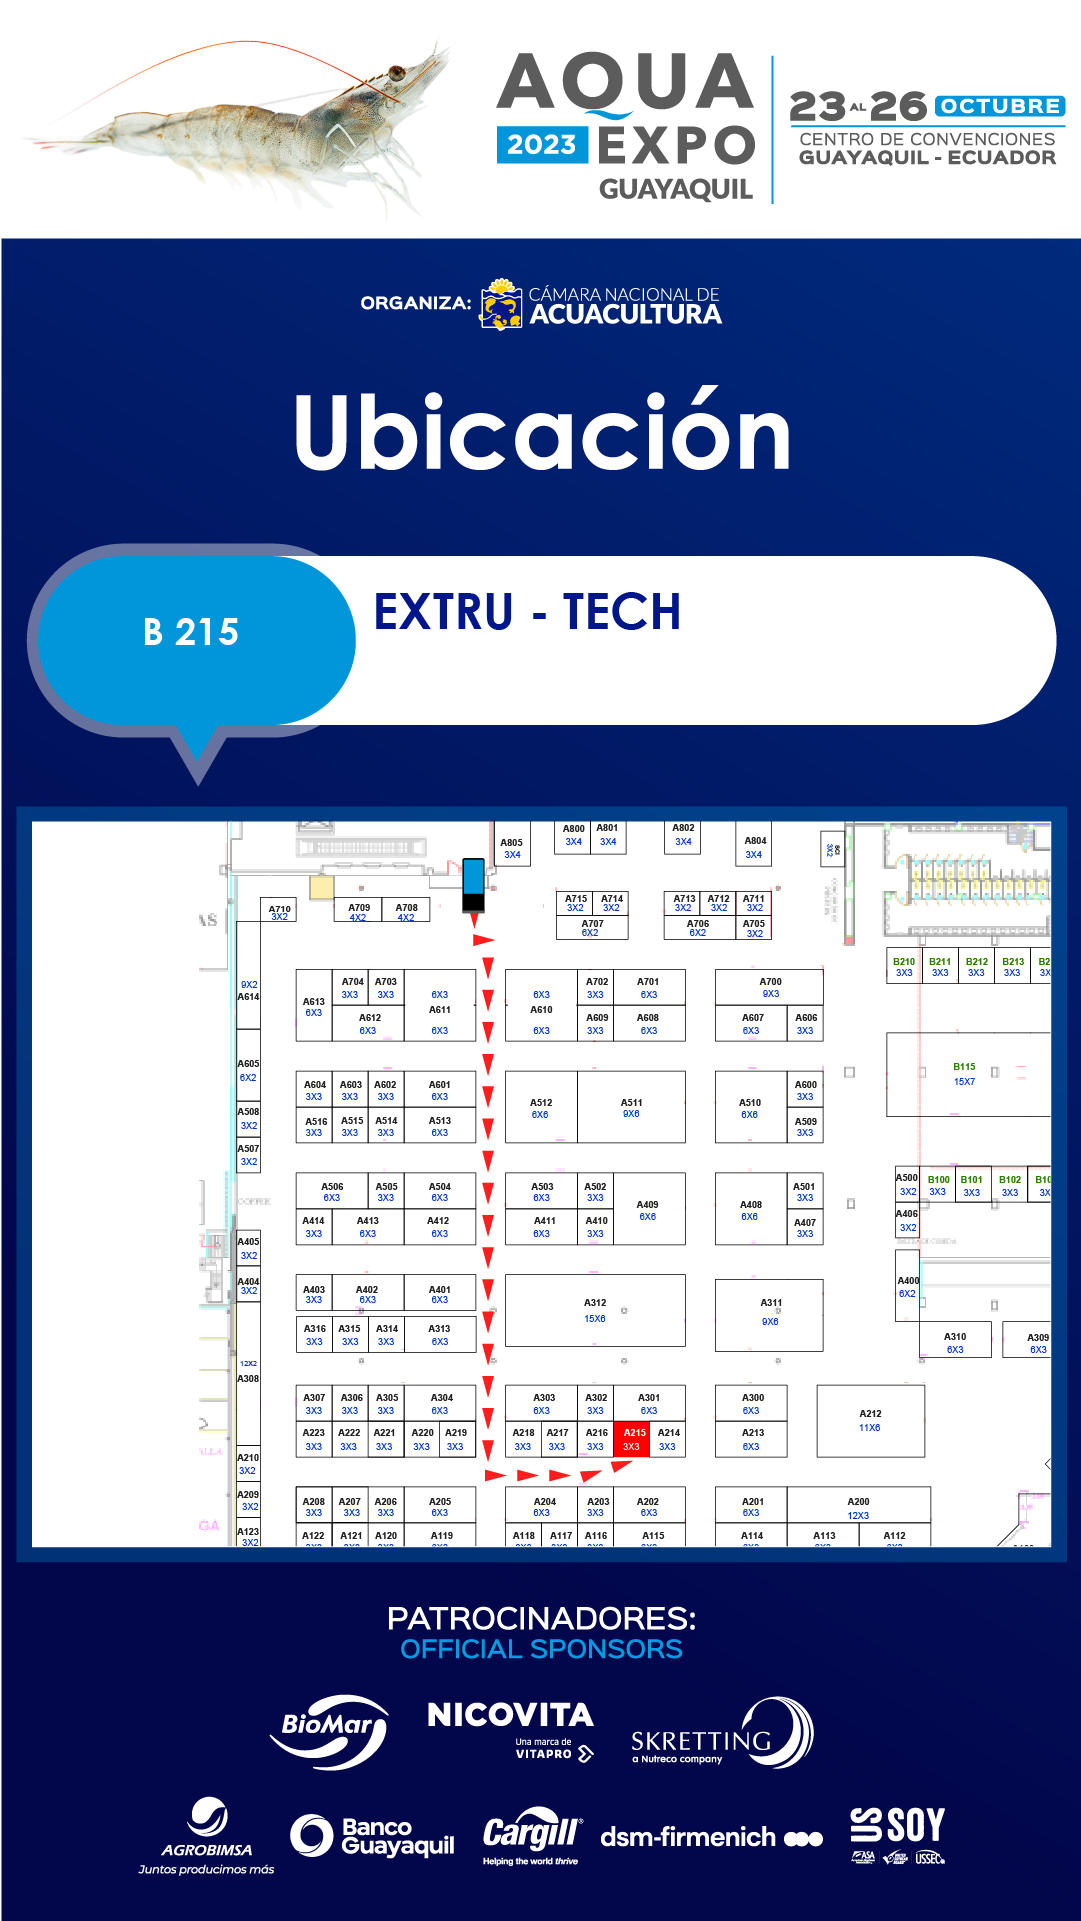 AQUA
2023 EXPO
GUAYAQUIL
23 AL 26 OCTUBRE
CENTRO DE CONVENCIONES
GUAYAQUIL - ECUADOR
ORGANIZA: CÁMARA NACIONAL DE
ACUACULTURA
Ubicación
B 215
EXTRU - TECH
A805 A800 A801 A802 A804
3X4 3X4 3X4 3X4 3X4
3X2
A710 A709 A708 A715 A714 A713 A712 A711
3X2 4X2 4X2 3X2 3X2 3X2 3X2 3X2
A707 A706 A705
6X2 6X2 3X2
B210 B211 B212 B213
3X3 3X3 3X3 3X3
9X2
A614
A613 A704 A703 A611 A610 A702 A701 A700
6X3 3X3 3X3 6X3 6X3 3X3 6X3 9X3
A612 A609 A608 A607 A606
6X3 6X3 6X3 3X3 6X3 6X3 3X3
A605 B115
6X2 15X7
A604 A603 A602 A601 A512 A511 A510 A600
3X3 3X3 3X3 6X3 6X6 9X6 6X6 3X3
A508
3X2
A516 A515 A514 A513 A509
3X3 3X3 3X3 6X3 3X3
A507
3X2
A506 A505 A504 A503 A502 A409 A408 A501
6X3 3X3 6X3 6X3 3X3 6X6 6X6 3X3
A500 B100 B101 B102
3X2 3X3 3X3 3X3
COFFEE
A414 A413 A412 A411 A410 A407 A406
3X3 6X3 6X3 6X3 3X3 3X3 3X2
A405
3X2
A404 A403 A402 A401 A312 A311 A400
3X2 3X3 6X3 6X3 15X6 9X6 6X2
A316 A315 A314 A313 A310 A309
3X3 3X3 3X3 6X3 6X3 6X3
12X2
A308
A307 A306 A305 A304 A303 A302 A301 A300 A212
3X3 3X3 3X3 6X3 6X3 3X3 6X3 6X3 11X6
A223 A222 A221 A220 A219 A218 A217 A216 A215 A214 A213
3X3 3X3 3X3 3X3 3X3 3X3 3X3 3X3 3X3 3X3 6X3
A210
3X2
A209 A208 A207 A206 A205 A204 A203 A202 A201 A200
3X2 3X3 3X3 3X3 6X3 6X3 3X3 6X3 6X3 12X3
A123 A122 A121 A120 A119 A118 A117 A116 A115 A114 A113 A112
3X2
PATROCINADORES:
OFFICIAL SPONSORS
BioMar
NICOVITA
Una marca de
VITAPRO
SKRETTING
a Nutreco company
AGROBIMSA
Juntos producimos más
Banco
Guayaquil
Cargill®
Helping the world thrive
dsm-firmenich
US SOY
ASA
USSEC